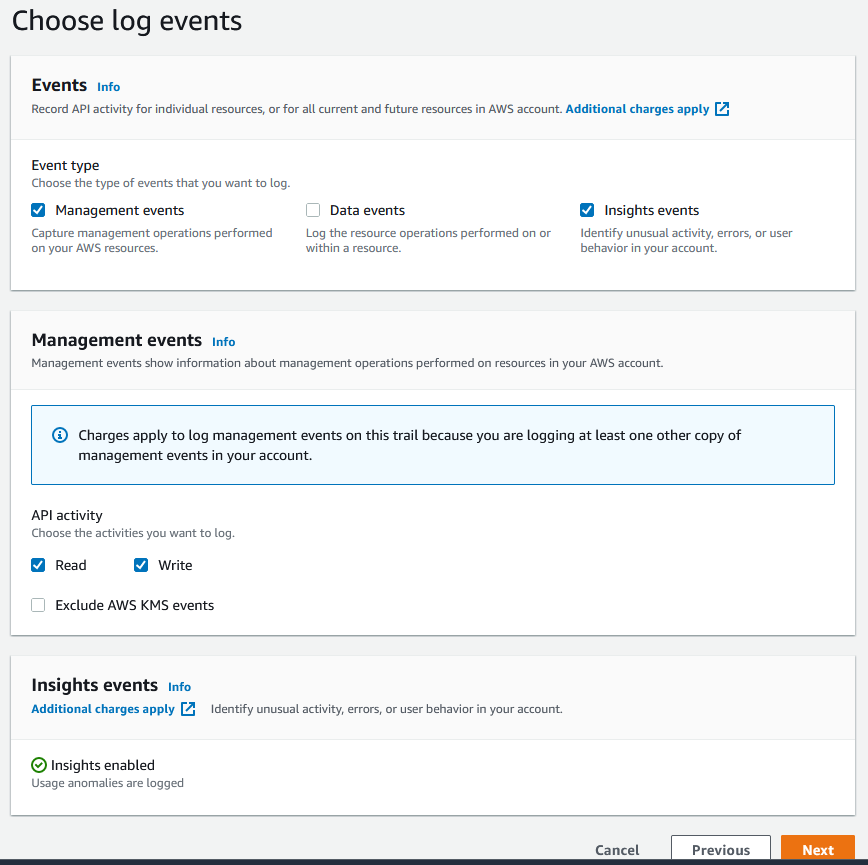 Choose log events
Events Info
Record API activity for individual resources, or for all current and future resources in AWS account. Additional charges apply
Event type
Choose the type of events that you want to log.
Management events
Capture management operations performed
on your AWS resources.
Data events
Log the resource operations performed on or
within a resource.
Insights events
Identify unusual activity, errors, or user
behavior in your account.
Management events Info
Management events show information about management operations performed on resources in your AWS account.
Charges apply to log management events on this trail because you are logging at least one other copy of
management events in your account.
API activity
Choose the activities you want to log.
Read Write
Exclude AWS KMS events
Insights events Info
Additional charges apply Identify unusual activity, errors, or user behavior in your account.
Insights enabled
Usage anomalies are logged
Cancel Previous Next